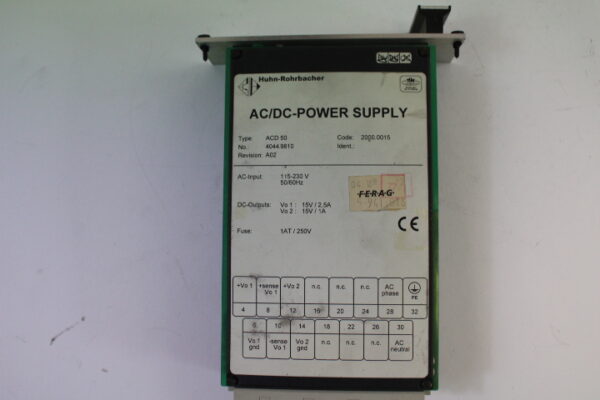 Huhn-Rohrbacher
AC/DC-POWER SUPPLY
Type: ACD 50 Code: 2000.0015
No.: 4044.9810 Ident.:
Revision: A02
AC-Input: 115-230 V
50/60Hz
FERAG
DC-Outputs: Vo 1 : 15V / 2,5A
Vo 2 : 15V / 1A
CE
Fuse: 1AT / 250V
+Vo 1 +sense Vo 1 +Vo 2 n.c. n.c. n.c. AC phase PE
4 8 12 16 20 24 28 32
6 10 14 18 22 26 30
Vo 1 gnd -sense Vo 1 Vo 2 gnd n.c. n.c. n.c. AC neutral